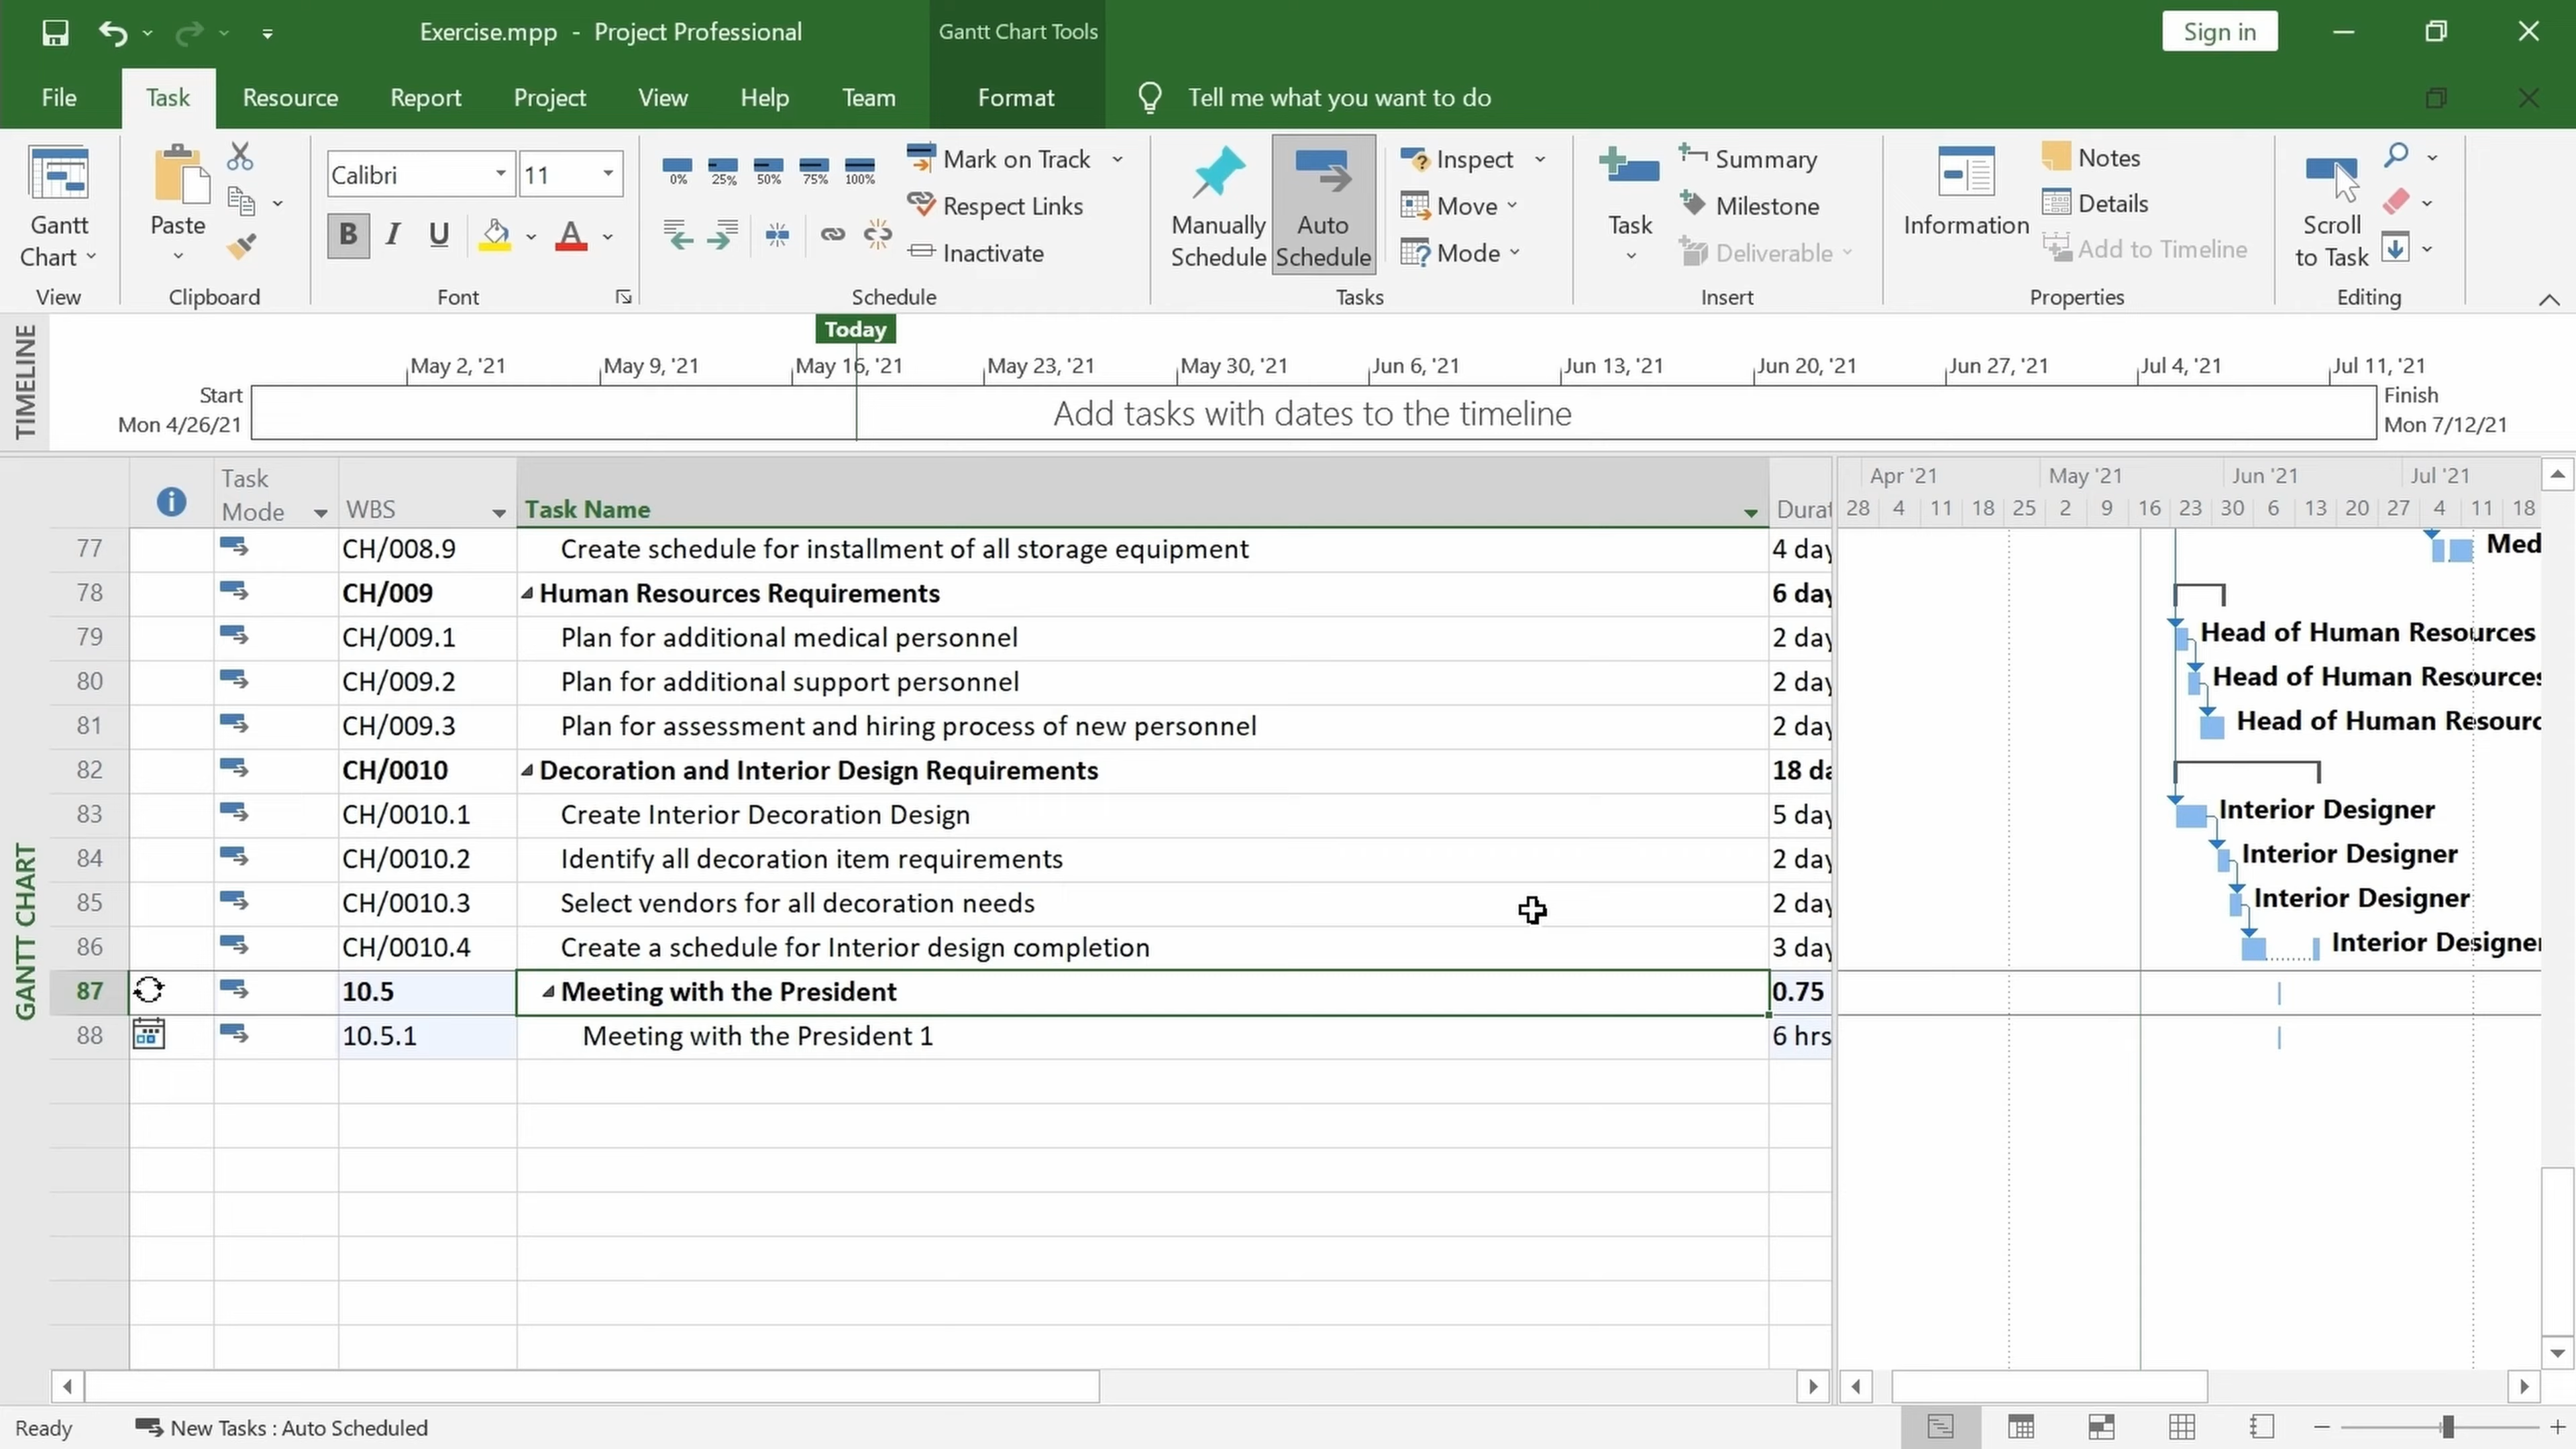 Exercise.mpp - Project Professional
Gantt Chart Tools
Sign in
File Task Resource Report Project View Help Team Format Tell me what you want to do
Gantt Chart
View
Paste
Clipboard
Calibri 11
B I U A
Font
0% 25% 50% 75% 100%
Mark on Track
Respect Links
Inactivate
Schedule
Manually Schedule
Auto Schedule
Inspect
Move
Mode
Tasks
Task
Summary
Milestone
Deliverable
Insert
Information
Notes
Details
Add to Timeline
Properties
Scroll to Task
Editing
TIMELINE
Today
May 2, '21 May 9, '21 May 16, '21 May 23, '21 May 30, '21 Jun 6, '21 Jun 13, '21 Jun 20, '21 Jun 27, '21 Jul 4, '21 Jul 11, '21
Start
Mon 4/26/21
Add tasks with dates to the timeline
Finish
Mon 7/12/21
GANTT CHART
Task Mode WBS Task Name Durat
Apr '21 May '21 Jun '21 Jul '21
28 4 11 18 25 2 9 16 23 30 6 13 20 27 4 11 18
77 CH/008.9 Create schedule for installment of all storage equipment 4 day Med
78 CH/009 Human Resources Requirements 6 day
79 CH/009.1 Plan for additional medical personnel 2 day Head of Human Resources
80 CH/009.2 Plan for additional support personnel 2 day Head of Human Resources
81 CH/009.3 Plan for assessment and hiring process of new personnel 2 day Head of Human Resourc
82 CH/0010 Decoration and Interior Design Requirements 18 da
83 CH/0010.1 Create Interior Decoration Design 5 day Interior Designer
84 CH/0010.2 Identify all decoration item requirements 2 day Interior Designer
85 CH/0010.3 Select vendors for all decoration needs 2 day Interior Designer
86 CH/0010.4 Create a schedule for Interior design completion 3 day Interior Designer
87 10.5 Meeting with the President 0.75
88 10.5.1 Meeting with the President 1 6 hrs
Ready New Tasks : Auto Scheduled